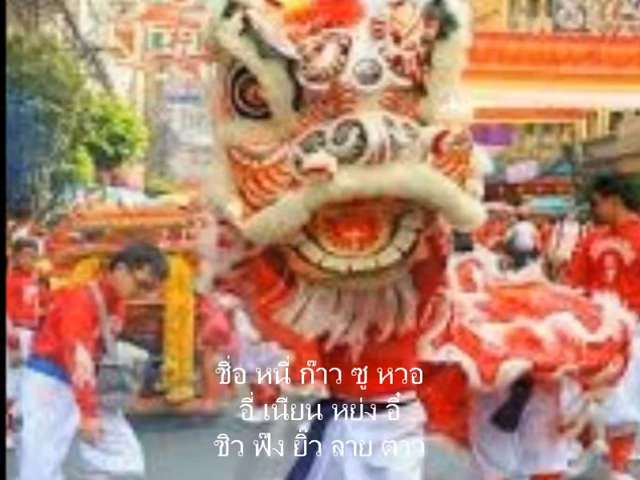 ชื่อ หนี่ ก๊าว ซู หวอ
อี่ เนียน หย่ง อี๋
ชิว ฟง ยิ๊ว ลาย ตาว